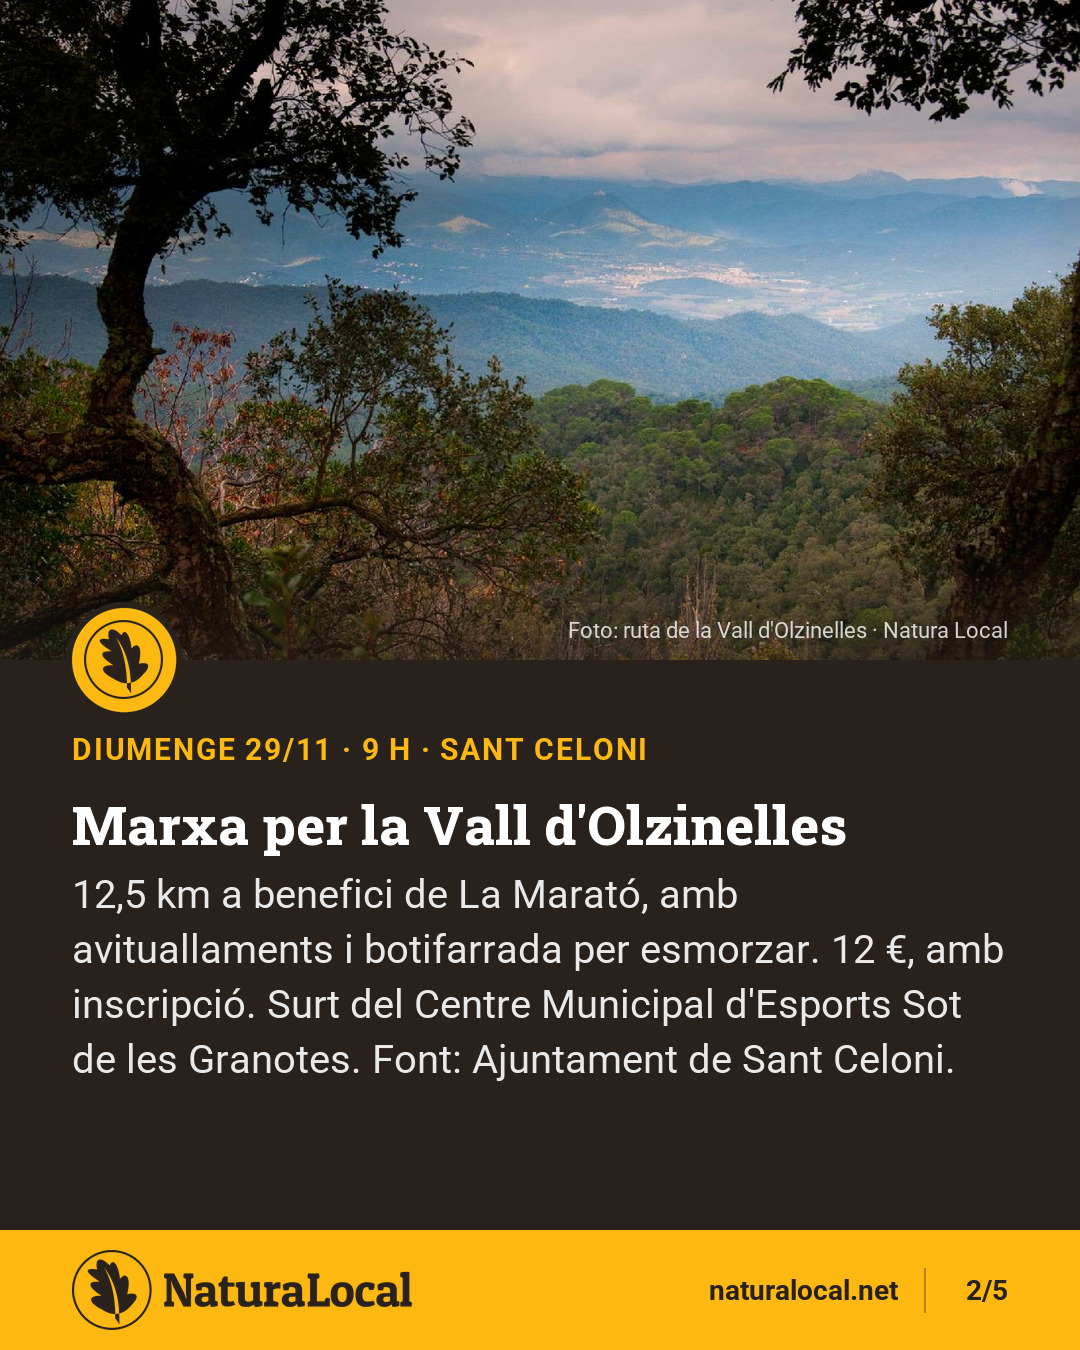 Foto: ruta de la Vall d'Olzinelles · Natura Local
DIUMENGE 29/11 · 9 H · SANT CELONI
Marxa per la Vall d'Olzinelles
12,5 km a benefici de La Marató, amb
avituallaments i botifarrada per esmorzar. 12 €, amb
inscripció. Surt del Centre Municipal d'Esports Sot
de les Granotes. Font: Ajuntament de Sant Celoni.
NaturaLocal
naturalocal.net
2/5